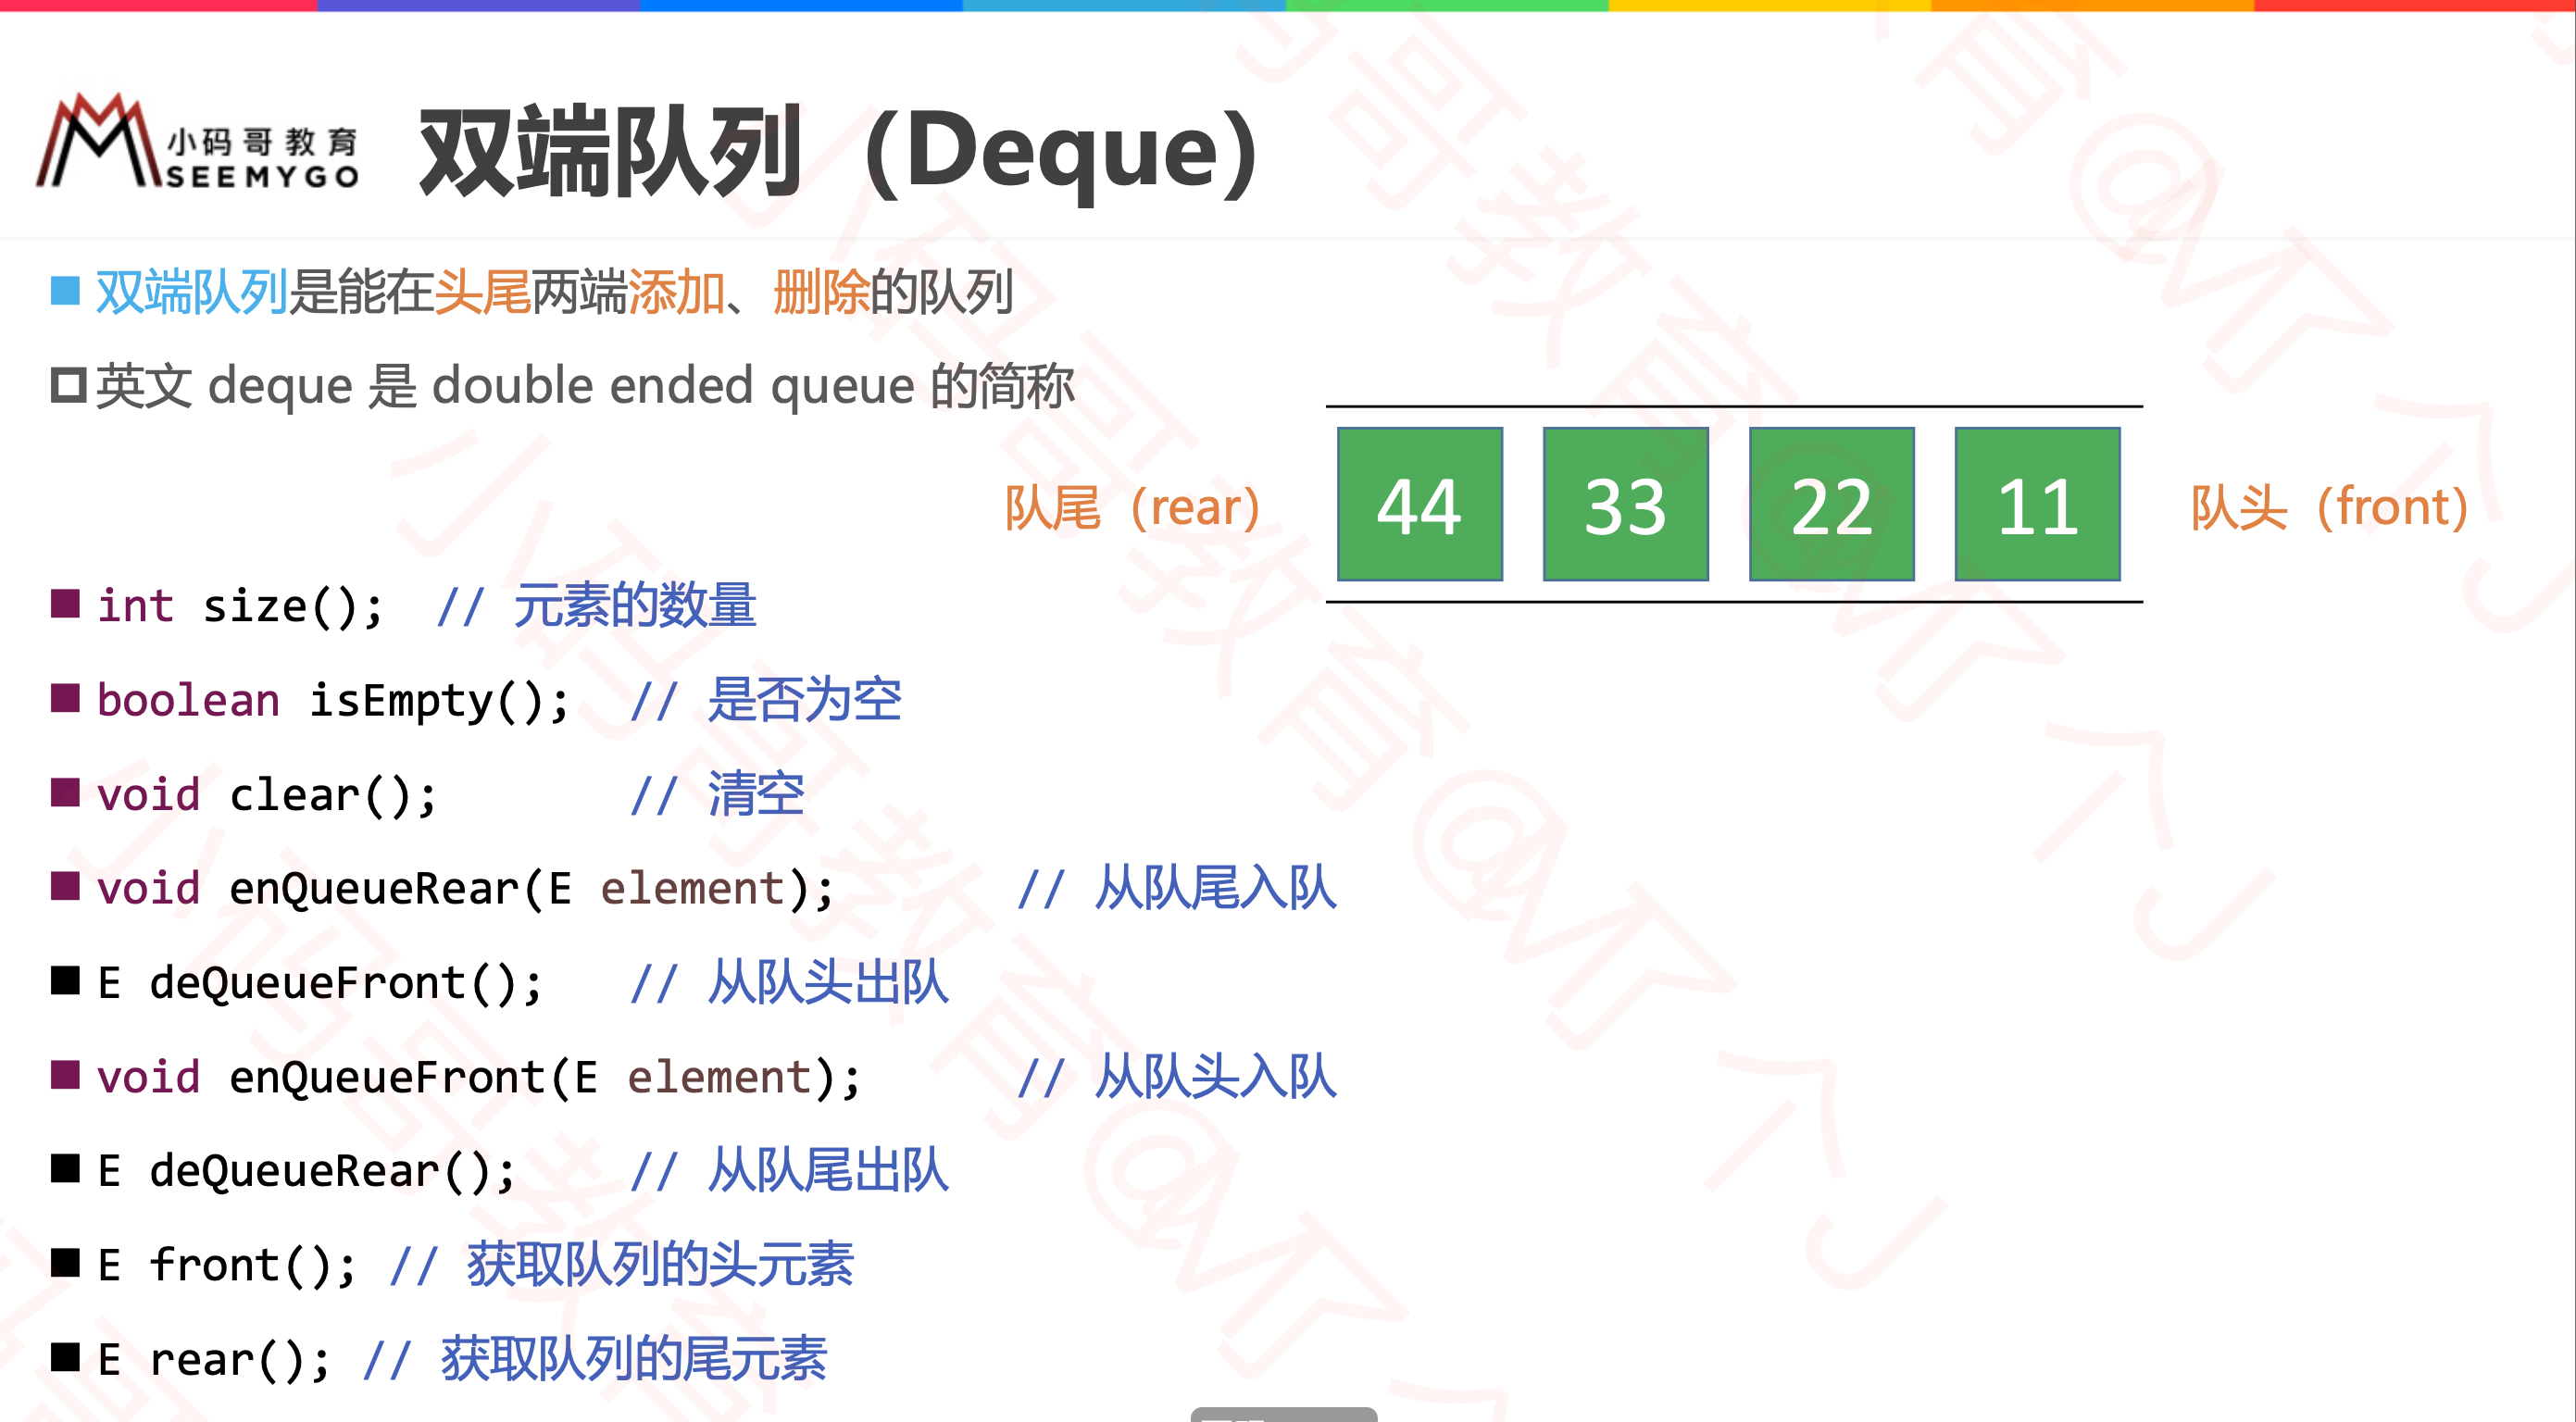 小码哥教育
SEEMYGO
双端队列（Deque）
双端队列是能在头尾两端添加、删除的队列
英文 deque 是 double ended queue 的简称
队尾（rear） 44 33 22 11 队头（front）
int size(); // 元素的数量
boolean isEmpty(); // 是否为空
void clear(); // 清空
void enQueueRear(E element); // 从队尾入队
E deQueueFront(); // 从队头出队
void enQueueFront(E element); // 从队头入队
E deQueueRear(); // 从队尾出队
E front(); // 获取队列的头元素
E rear(); // 获取队列的尾元素